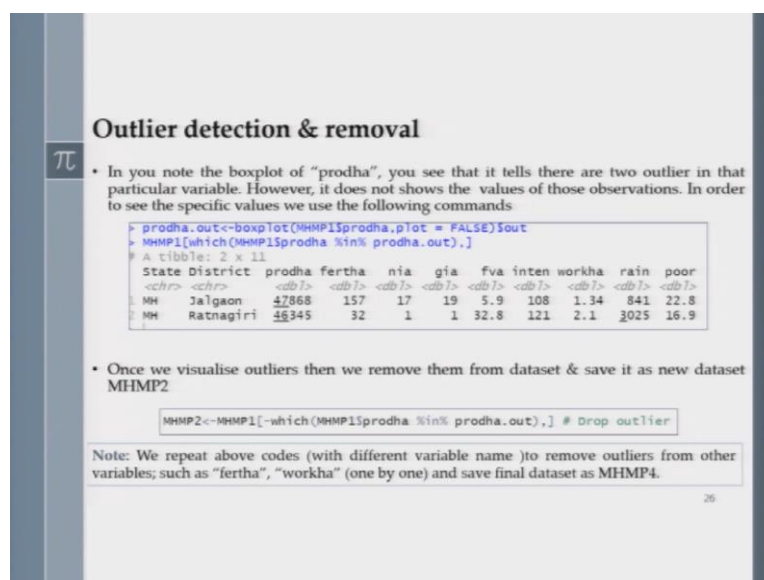 Outlier detection & removal
π
• In you note the boxplot of "prodha", you see that it tells there are two outlier in that
particular variable. However, it does not shows the values of those observations. In order
to see the specific values we use the following commands
> prodha.out<-boxplot(MHMP1$prodha,plot = FALSE)$out
> MHMP1[which(MHMP1$prodha %in% prodha.out),]
# A tibble: 2 x 11
State District prodha fertha nia gia fva inten workha rain poor
<chr> <chr> <dbl> <dbl> <dbl> <dbl> <dbl> <dbl> <dbl> <dbl> <dbl>
1 MH Jalgaon 47868 157 17 19 5.9 108 1.34 841 22.8
2 MH Ratnagiri 46345 32 1 1 32.8 121 2.1 3025 16.9
• Once we visualise outliers then we remove them from dataset & save it as new dataset
MHMP2
MHMP2<-MHMP1[-which(MHMP1$prodha %in% prodha.out),] # Drop outlier
Note: We repeat above codes (with different variable name )to remove outliers from other
variables; such as "fertha", "workha" (one by one) and save final dataset as MHMP4.
26